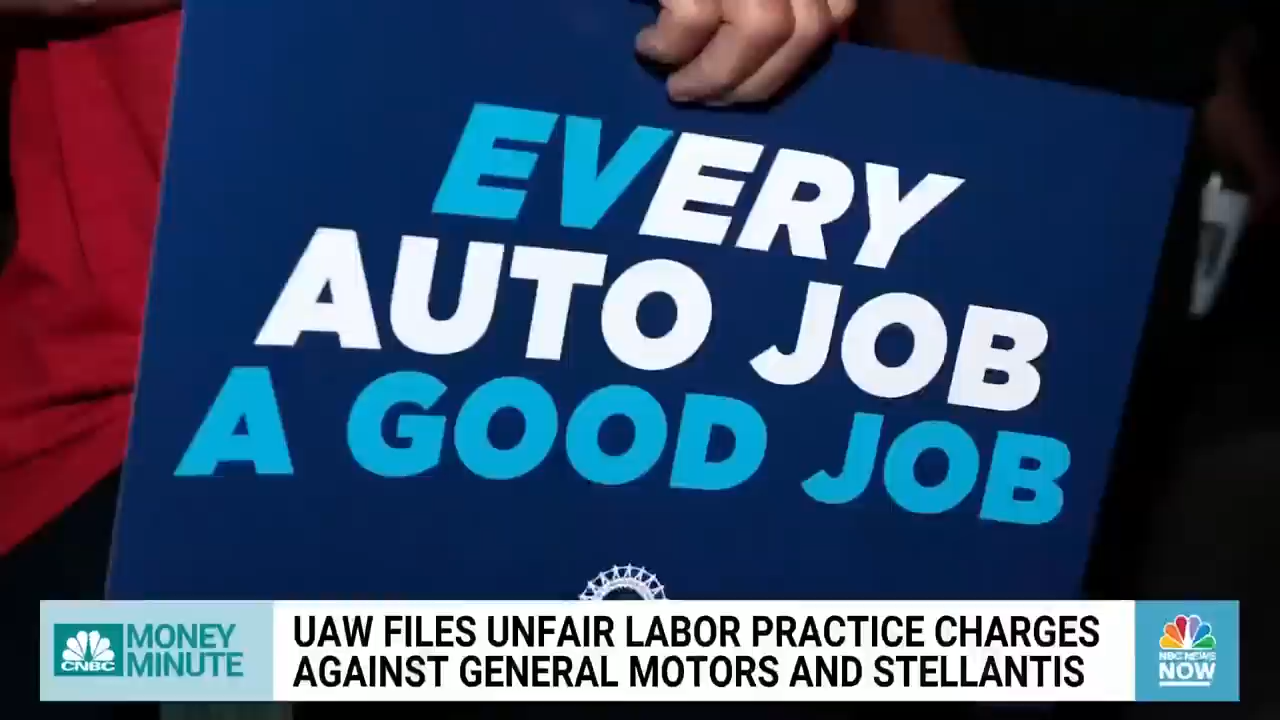 EVERY
AUTO JOB
A GOOD JOB
CNBC
MONEY
MINUTE
UAW FILES UNFAIR LABOR PRACTICE CHARGES
AGAINST GENERAL MOTORS AND STELLANTIS
NBC NEWS
NOW